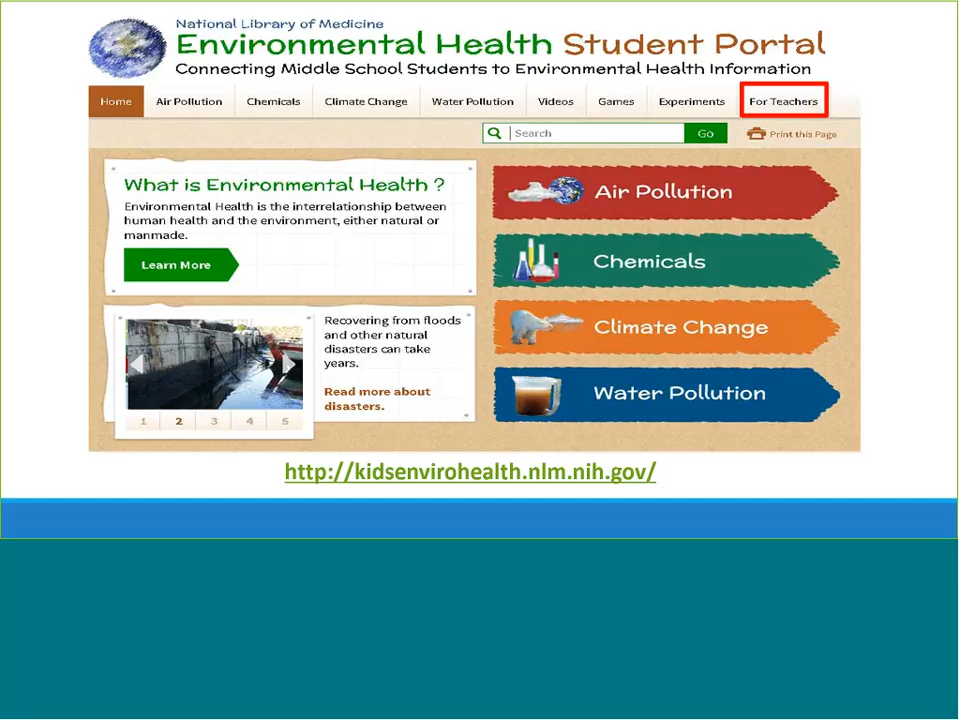 National Library of Medicine
Environmental Health Student Portal
Connecting Middle School Students to Environmental Health Information
Home Air Pollution Chemicals Climate Change Water Pollution Videos Games Experiments For Teachers
Search Go Print this Page
What is Environmental Health ?
Environmental Health is the interrelationship between
human health and the environment, either natural or
manmade.
Learn More
Air Pollution
Chemicals
Climate Change
Water Pollution
Recovering from floods
and other natural
disasters can take
years.
Read more about
disasters.
1 2 3 4 5
http://kidsenvirohealth.nlm.nih.gov/